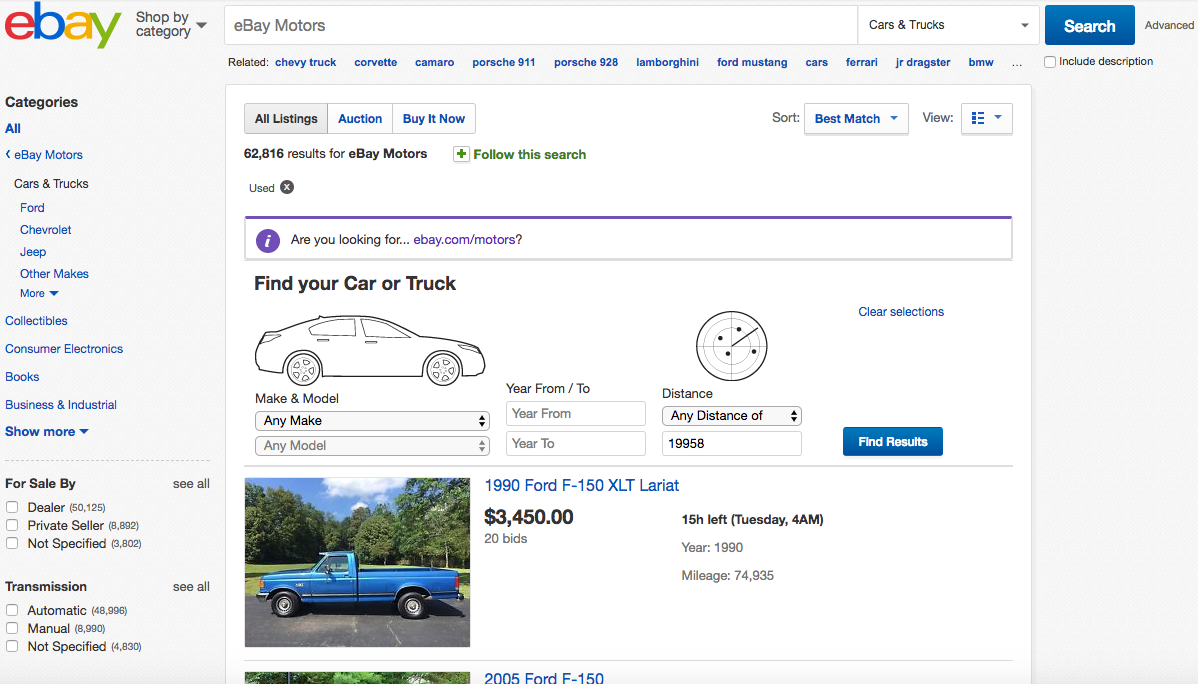 ebay
Shop by
category
eBay Motors
Cars & Trucks
Search
Advanced
Related: chevy truck corvette camaro porsche 911 porsche 928 lamborghini ford mustang cars ferrari jr dragster bmw ...
Include description
Categories
All
eBay Motors
Cars & Trucks
Ford
Chevrolet
Jeep
Other Makes
More
Collectibles
Consumer Electronics
Books
Business & Industrial
Show more
For Sale By see all
Dealer (50,125)
Private Seller (8,892)
Not Specified (3,802)
Transmission see all
Automatic (48,996)
Manual (8,990)
Not Specified (4,830)
All Listings Auction Buy It Now
Sort: Best Match View:
62,816 results for eBay Motors Follow this search
Used
Are you looking for... ebay.com/motors?
Find your Car or Truck
Clear selections
Make & Model
Any Make
Any Model
Year From / To
Year From
Year To
Distance
Any Distance of
19958
Find Results
1990 Ford F-150 XLT Lariat
$3,450.00
20 bids
15h left (Tuesday, 4AM)
Year: 1990
Mileage: 74,935
2005 Ford F-150